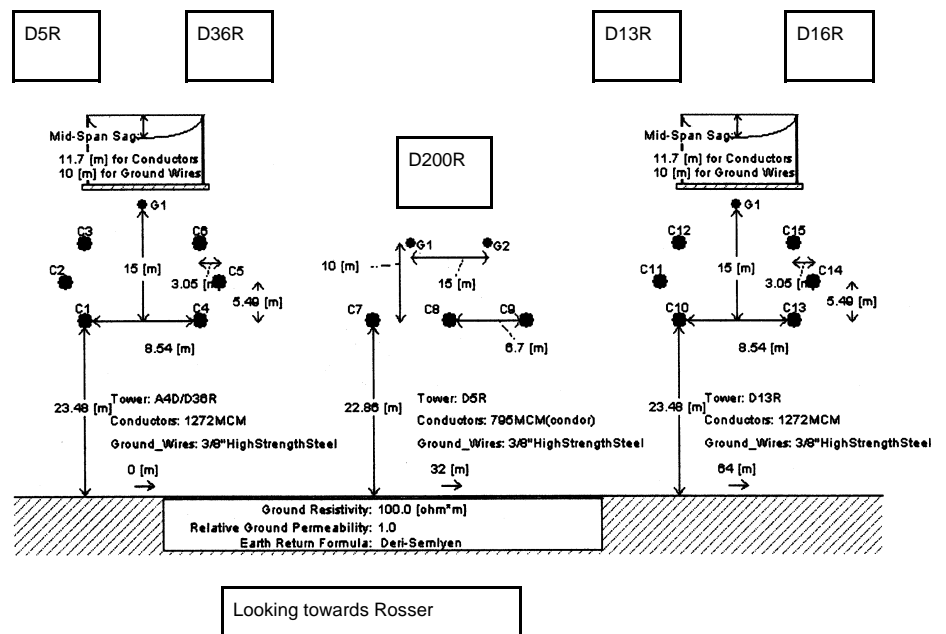 D5R
D36R
D13R
D16R
Mid-Span Sag:
11.7 [m] for Conductors
10 [m] for Ground Wires
D200R
Mid-Span Sag:
11.7 [m] for Conductors
10 [m] for Ground Wires
G1
C3
C6
C2
C5
15 [m]
3.05 [m]
5.49 [m]
C1
C4
8.54 [m]
G1
G2
10 [m]
15 [m]
C7
C8
C9
6.7 [m]
G1
C12
C15
C11
C14
15 [m]
3.05 [m]
5.49 [m]
C10
C13
8.54 [m]
23.48 [m]
Tower: A4D/D36R
Conductors: 1272MCM
Ground_Wires: 3/8"HighStrengthSteel
0 [m]
22.86 [m]
Tower: D5R
Conductors: 795MCM(condor)
Ground_Wires: 3/8"HighStrengthSteel
32 [m]
23.48 [m]
Tower: D13R
Conductors: 1272MCM
Ground_Wires: 3/8"HighStrengthSteel
64 [m]
Ground Resistivity: 100.0 [ohm*m]
Relative Ground Permeability: 1.0
Earth Return Formula: Deri-Semlyen
Looking towards Rosser